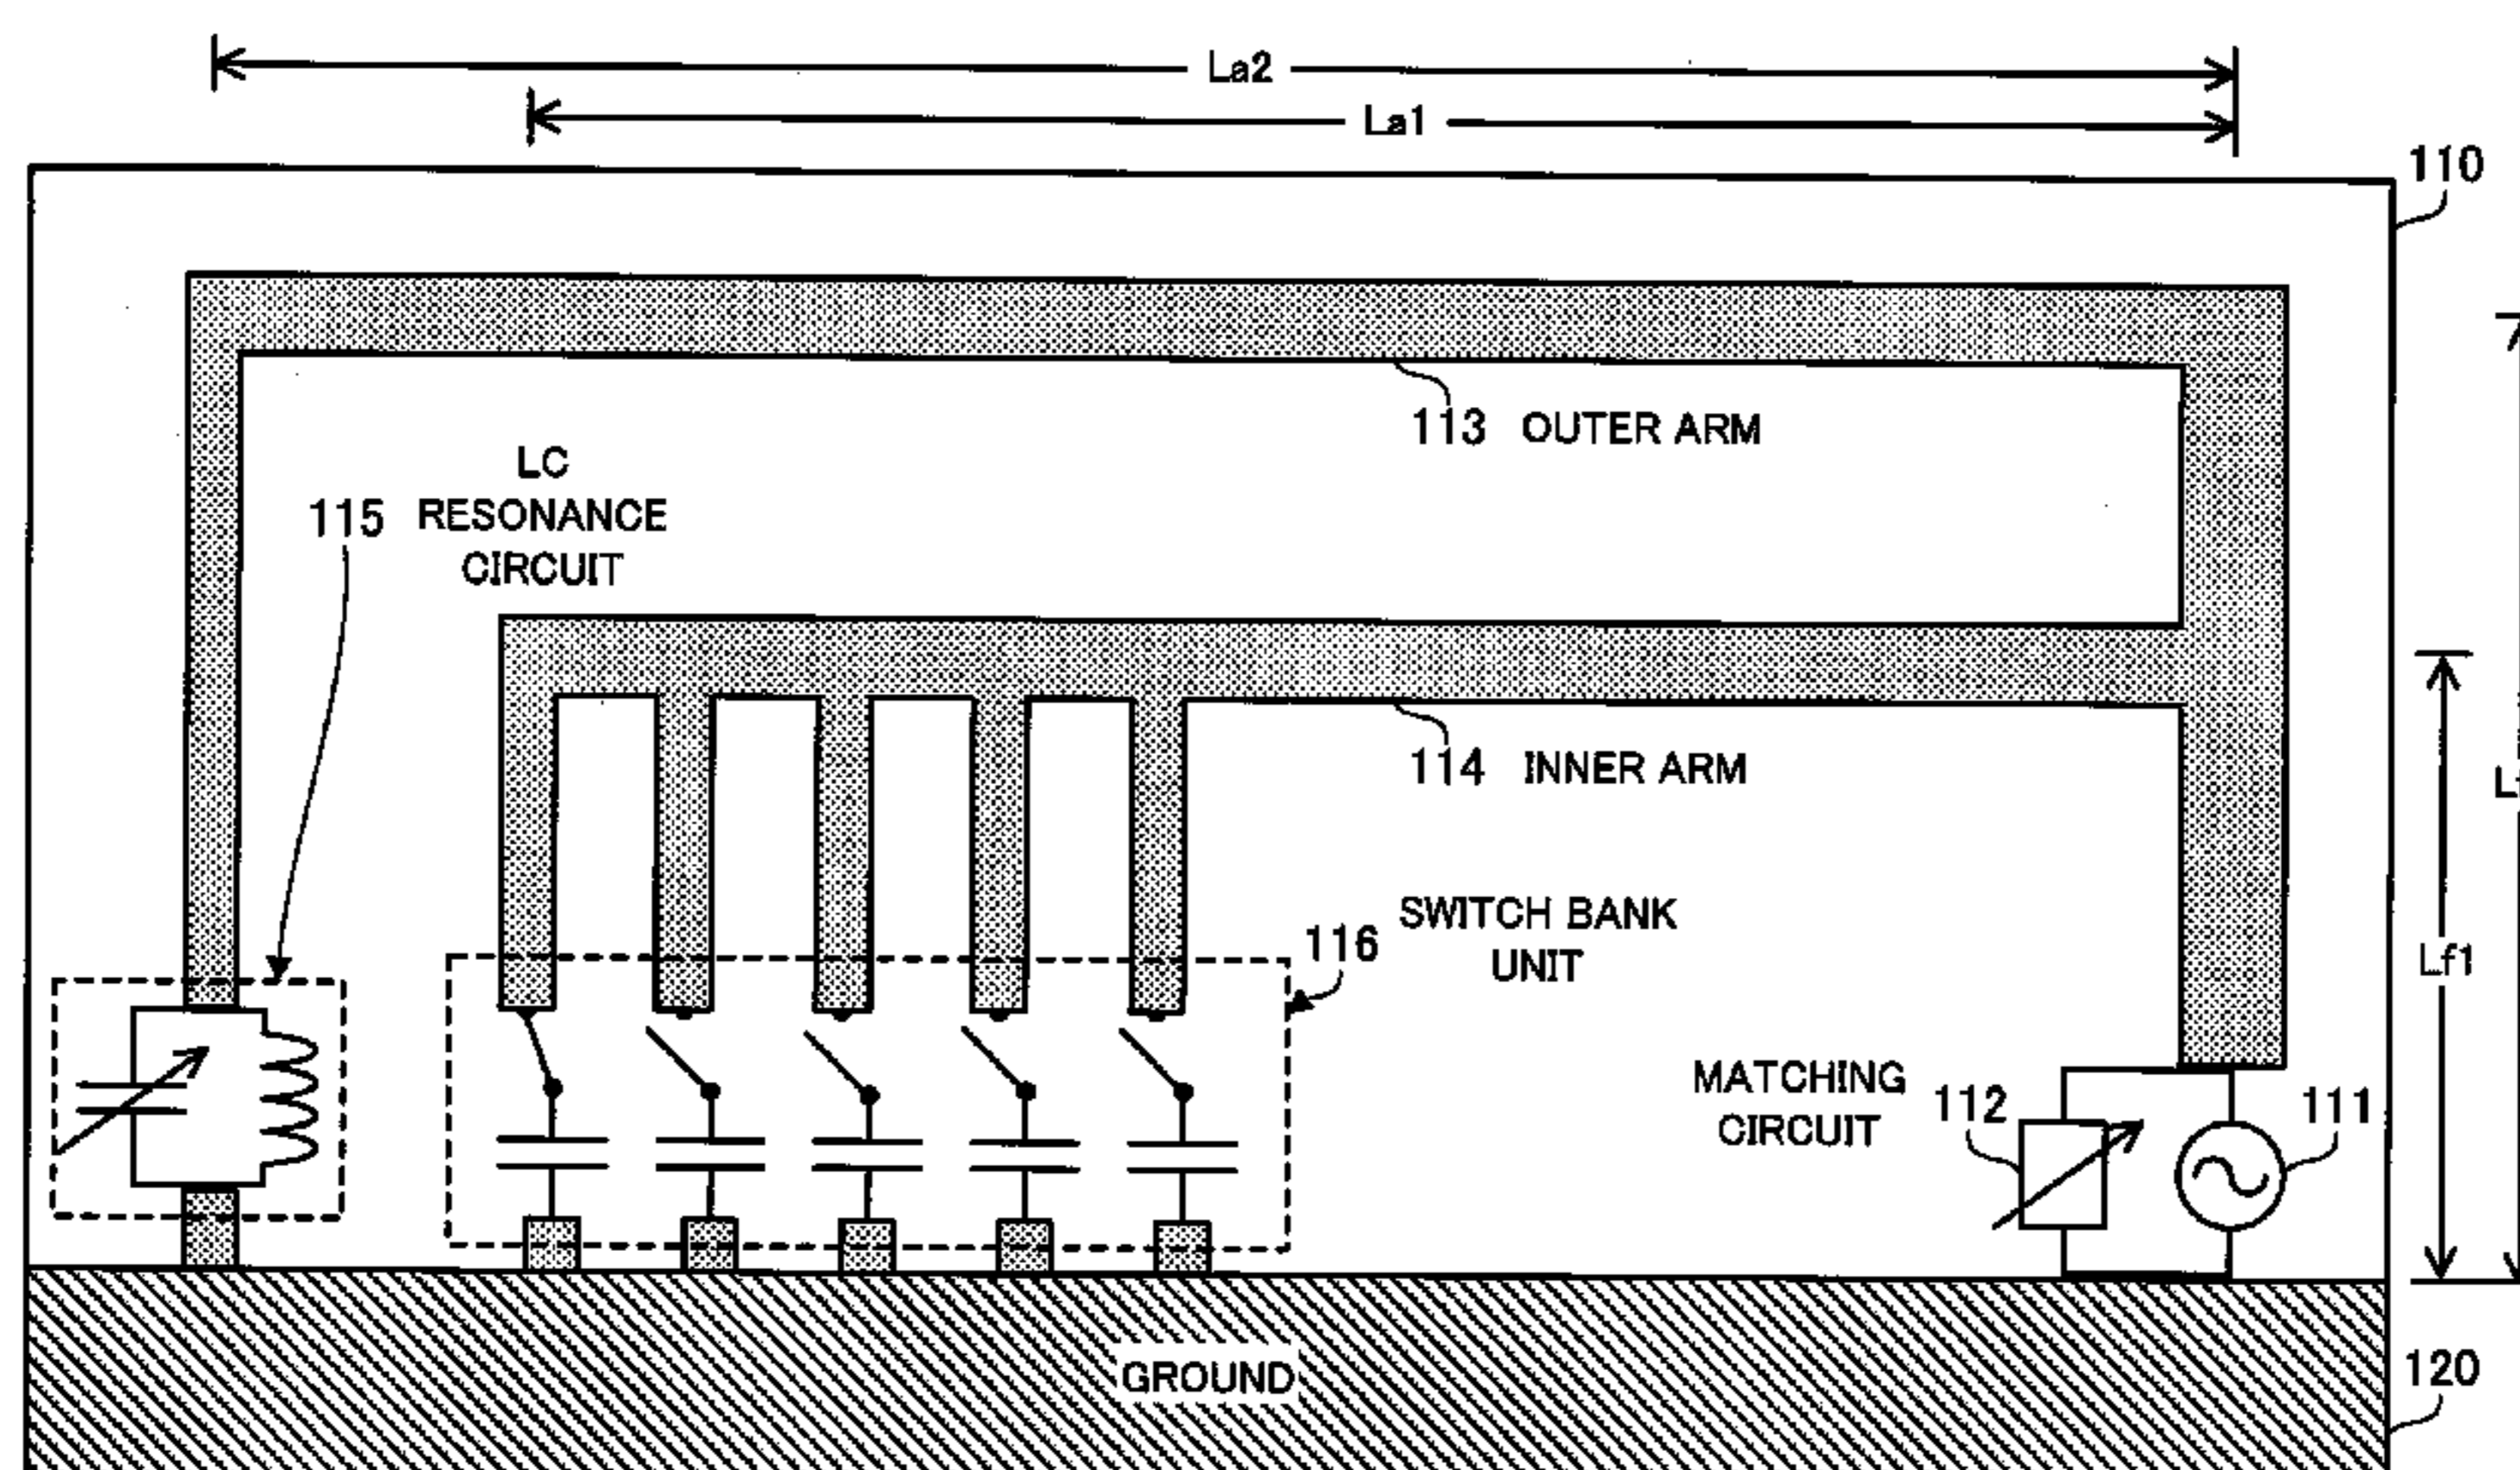 La2
La1
110
113 OUTER ARM
LC
115 RESONANCE
CIRCUIT
114 INNER ARM
SWITCH BANK
116
UNIT
Lf1
MATCHING
112
CIRCUIT
111
GROUND
120